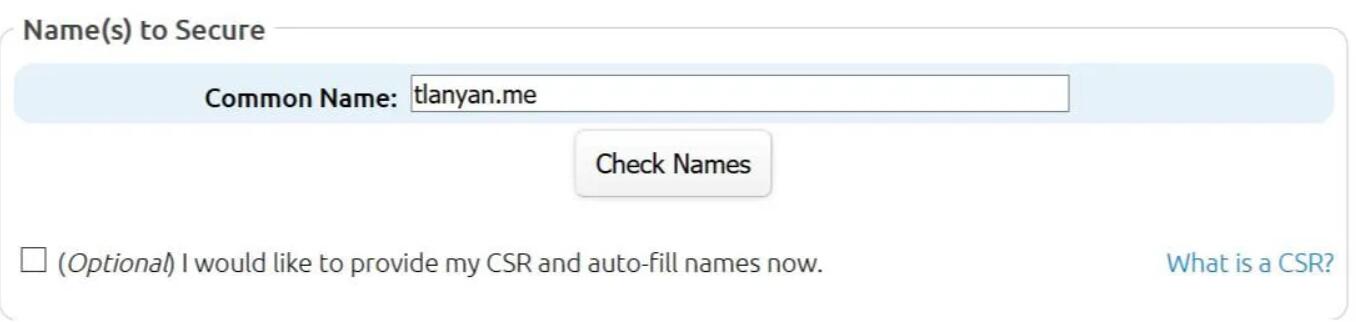 Name(s) to Secure
Common Name: tlanyan.me
Check Names
(Optional) I would like to provide my CSR and auto-fill names now. What is a CSR?